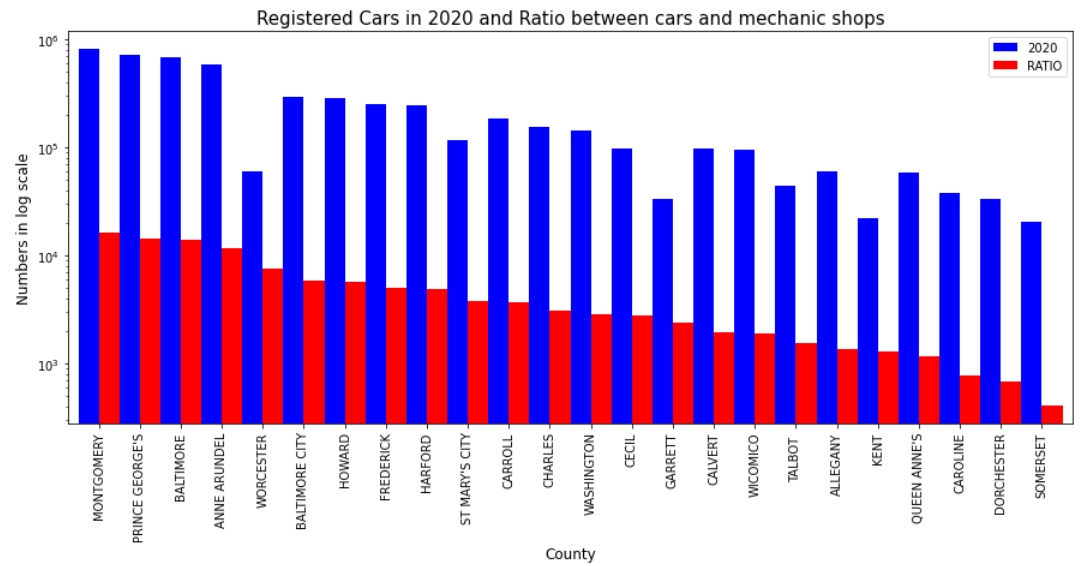 Registered Cars in 2020 and Ratio between cars and mechanic shops
2020
RATIO
Numbers in log scale
10⁶
10⁵
10⁴
10³
MONTGOMERY
PRINCE GEORGE'S
BALTIMORE
ANNE ARUNDEL
WORCESTER
BALTIMORE CITY
HOWARD
FREDERICK
HARFORD
ST MARY'S CITY
CARROLL
CHARLES
WASHINGTON
CECIL
GARRETT
CALVERT
WICOMICO
TALBOT
ALLEGANY
KENT
QUEEN ANNE'S
CAROLINE
DORCHESTER
SOMERSET
County